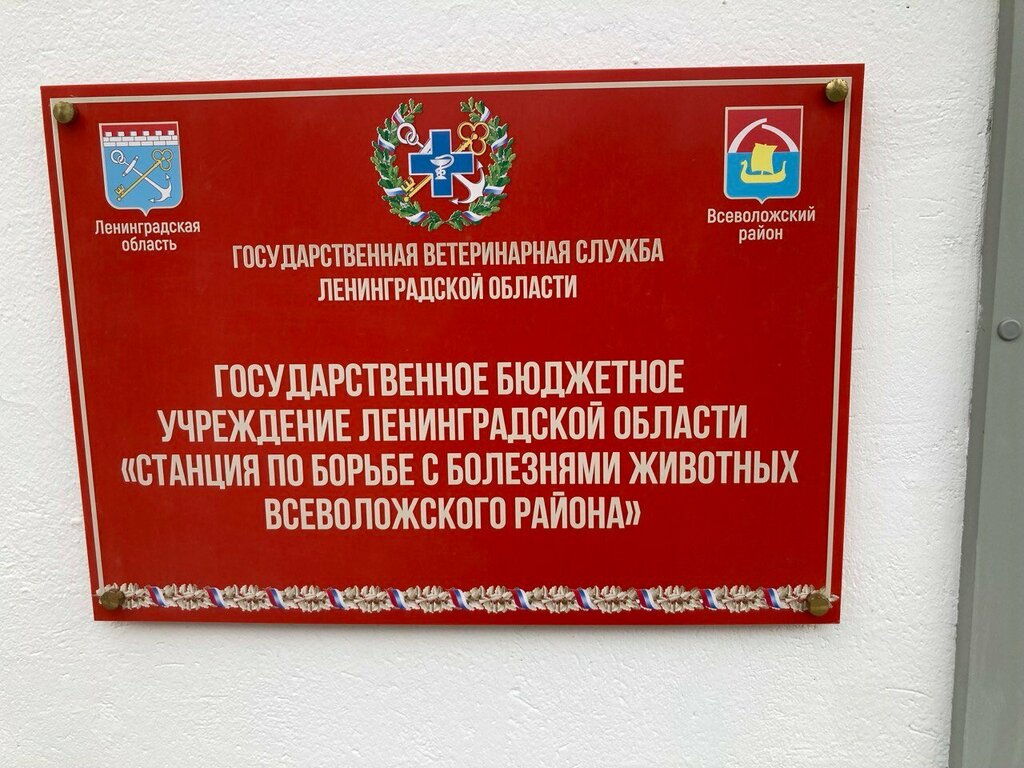 Ленинградская
область
Всеволожский
район
ГОСУДАРСТВЕННАЯ ВЕТЕРИНАРНАЯ СЛУЖБА
ЛЕНИНГРАДСКОЙ ОБЛАСТИ
ГОСУДАРСТВЕННОЕ БЮДЖЕТНОЕ
УЧРЕЖДЕНИЕ ЛЕНИНГРАДСКОЙ ОБЛАСТИ
«СТАНЦИЯ ПО БОРЬБЕ С БОЛЕЗНЯМИ ЖИВОТНЫХ
ВСЕВОЛОЖСКОГО РАЙОНА»